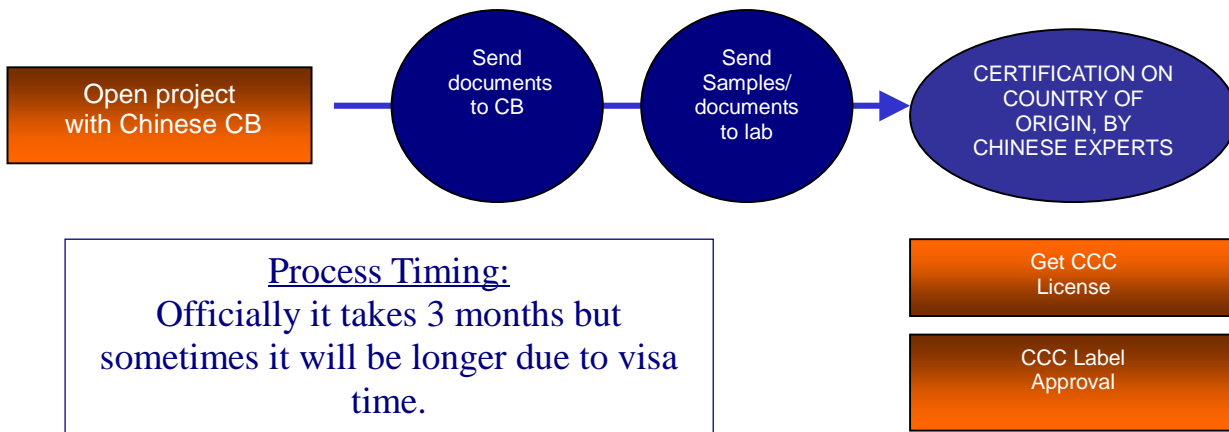 Open project
with Chinese CB
Send
documents
to CB
Send
Samples/
documents
to lab
CERTIFICATION ON
COUNTRY OF
ORIGIN, BY
CHINESE EXPERTS
Process Timing:
Officially it takes 3 months but
sometimes it will be longer due to visa
time.
Get CCC
License
CCC Label
Approval